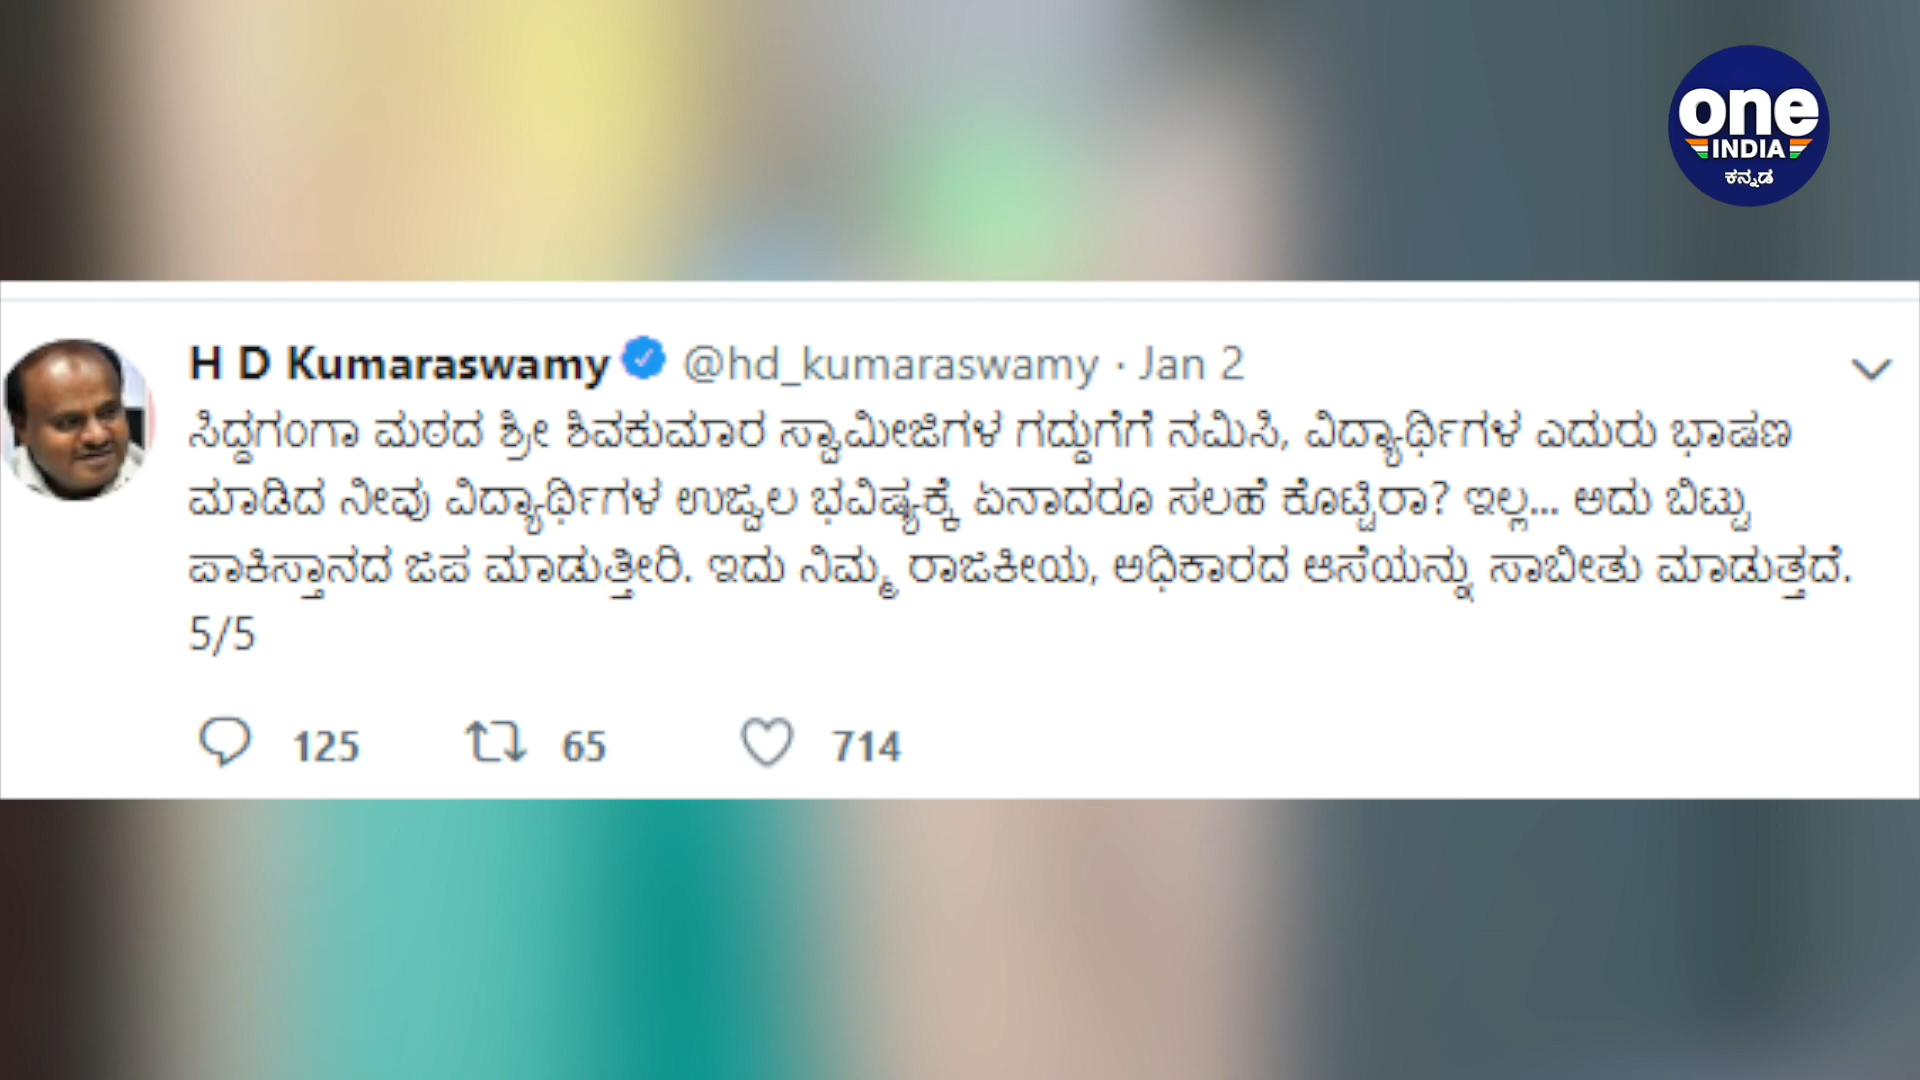 one
INDIA
ಕನ್ನಡ
H D Kumaraswamy @hd_kumaraswamy · Jan 2
ಸಿದ್ದಗಂಗಾ ಮಠದ ಶ್ರೀ ಶಿವಕುಮಾರ ಸ್ವಾಮೀಜಿಗಳ ಗದ್ದುಗೆಗೆ ನಮಿಸಿ, ವಿದ್ಯಾರ್ಥಿಗಳ ಎದುರು ಭಾಷಣ
ಮಾಡಿದ ನೀವು ವಿದ್ಯಾರ್ಥಿಗಳ ಉಜ್ವಲ ಭವಿಷ್ಯಕ್ಕೆ ಏನಾದರೂ ಸಲಹೆ ಕೊಟ್ಟಿರಾ? ಇಲ್ಲ... ಅದು ಬಿಟ್ಟು
ಪಾಕಿಸ್ತಾನದ ಜಪ ಮಾಡುತ್ತೀರಿ. ಇದು ನಿಮ್ಮ ರಾಜಕೀಯ, ಅಧಿಕಾರದ ಆಸೆಯನ್ನು ಸಾಬೀತು ಮಾಡುತ್ತದೆ.
5/5
125 65 714